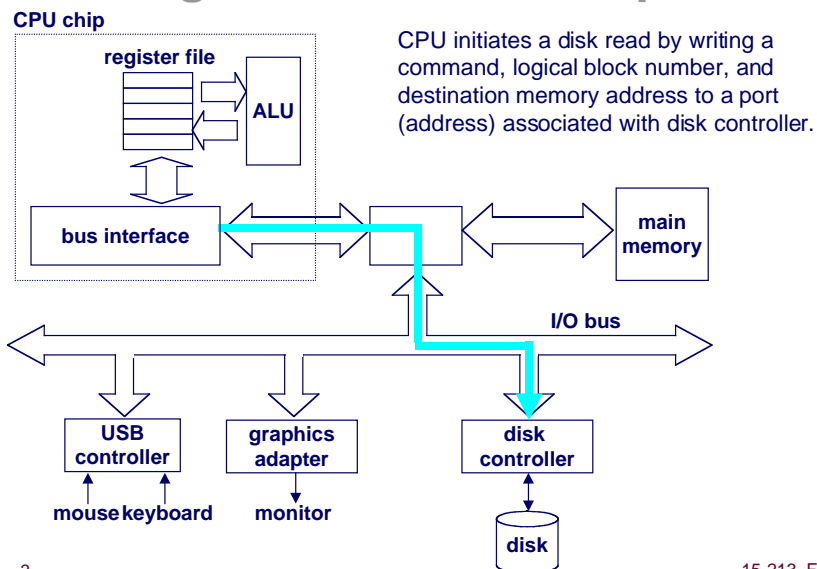 CPU chip
CPU initiates a disk read by writing a
command, logical block number, and
destination memory address to a port
(address) associated with disk controller.
register file
ALU
bus interface
main
memory
I/O bus
USB
controller
graphics
adapter
disk
controller
mouse keyboard
monitor
disk